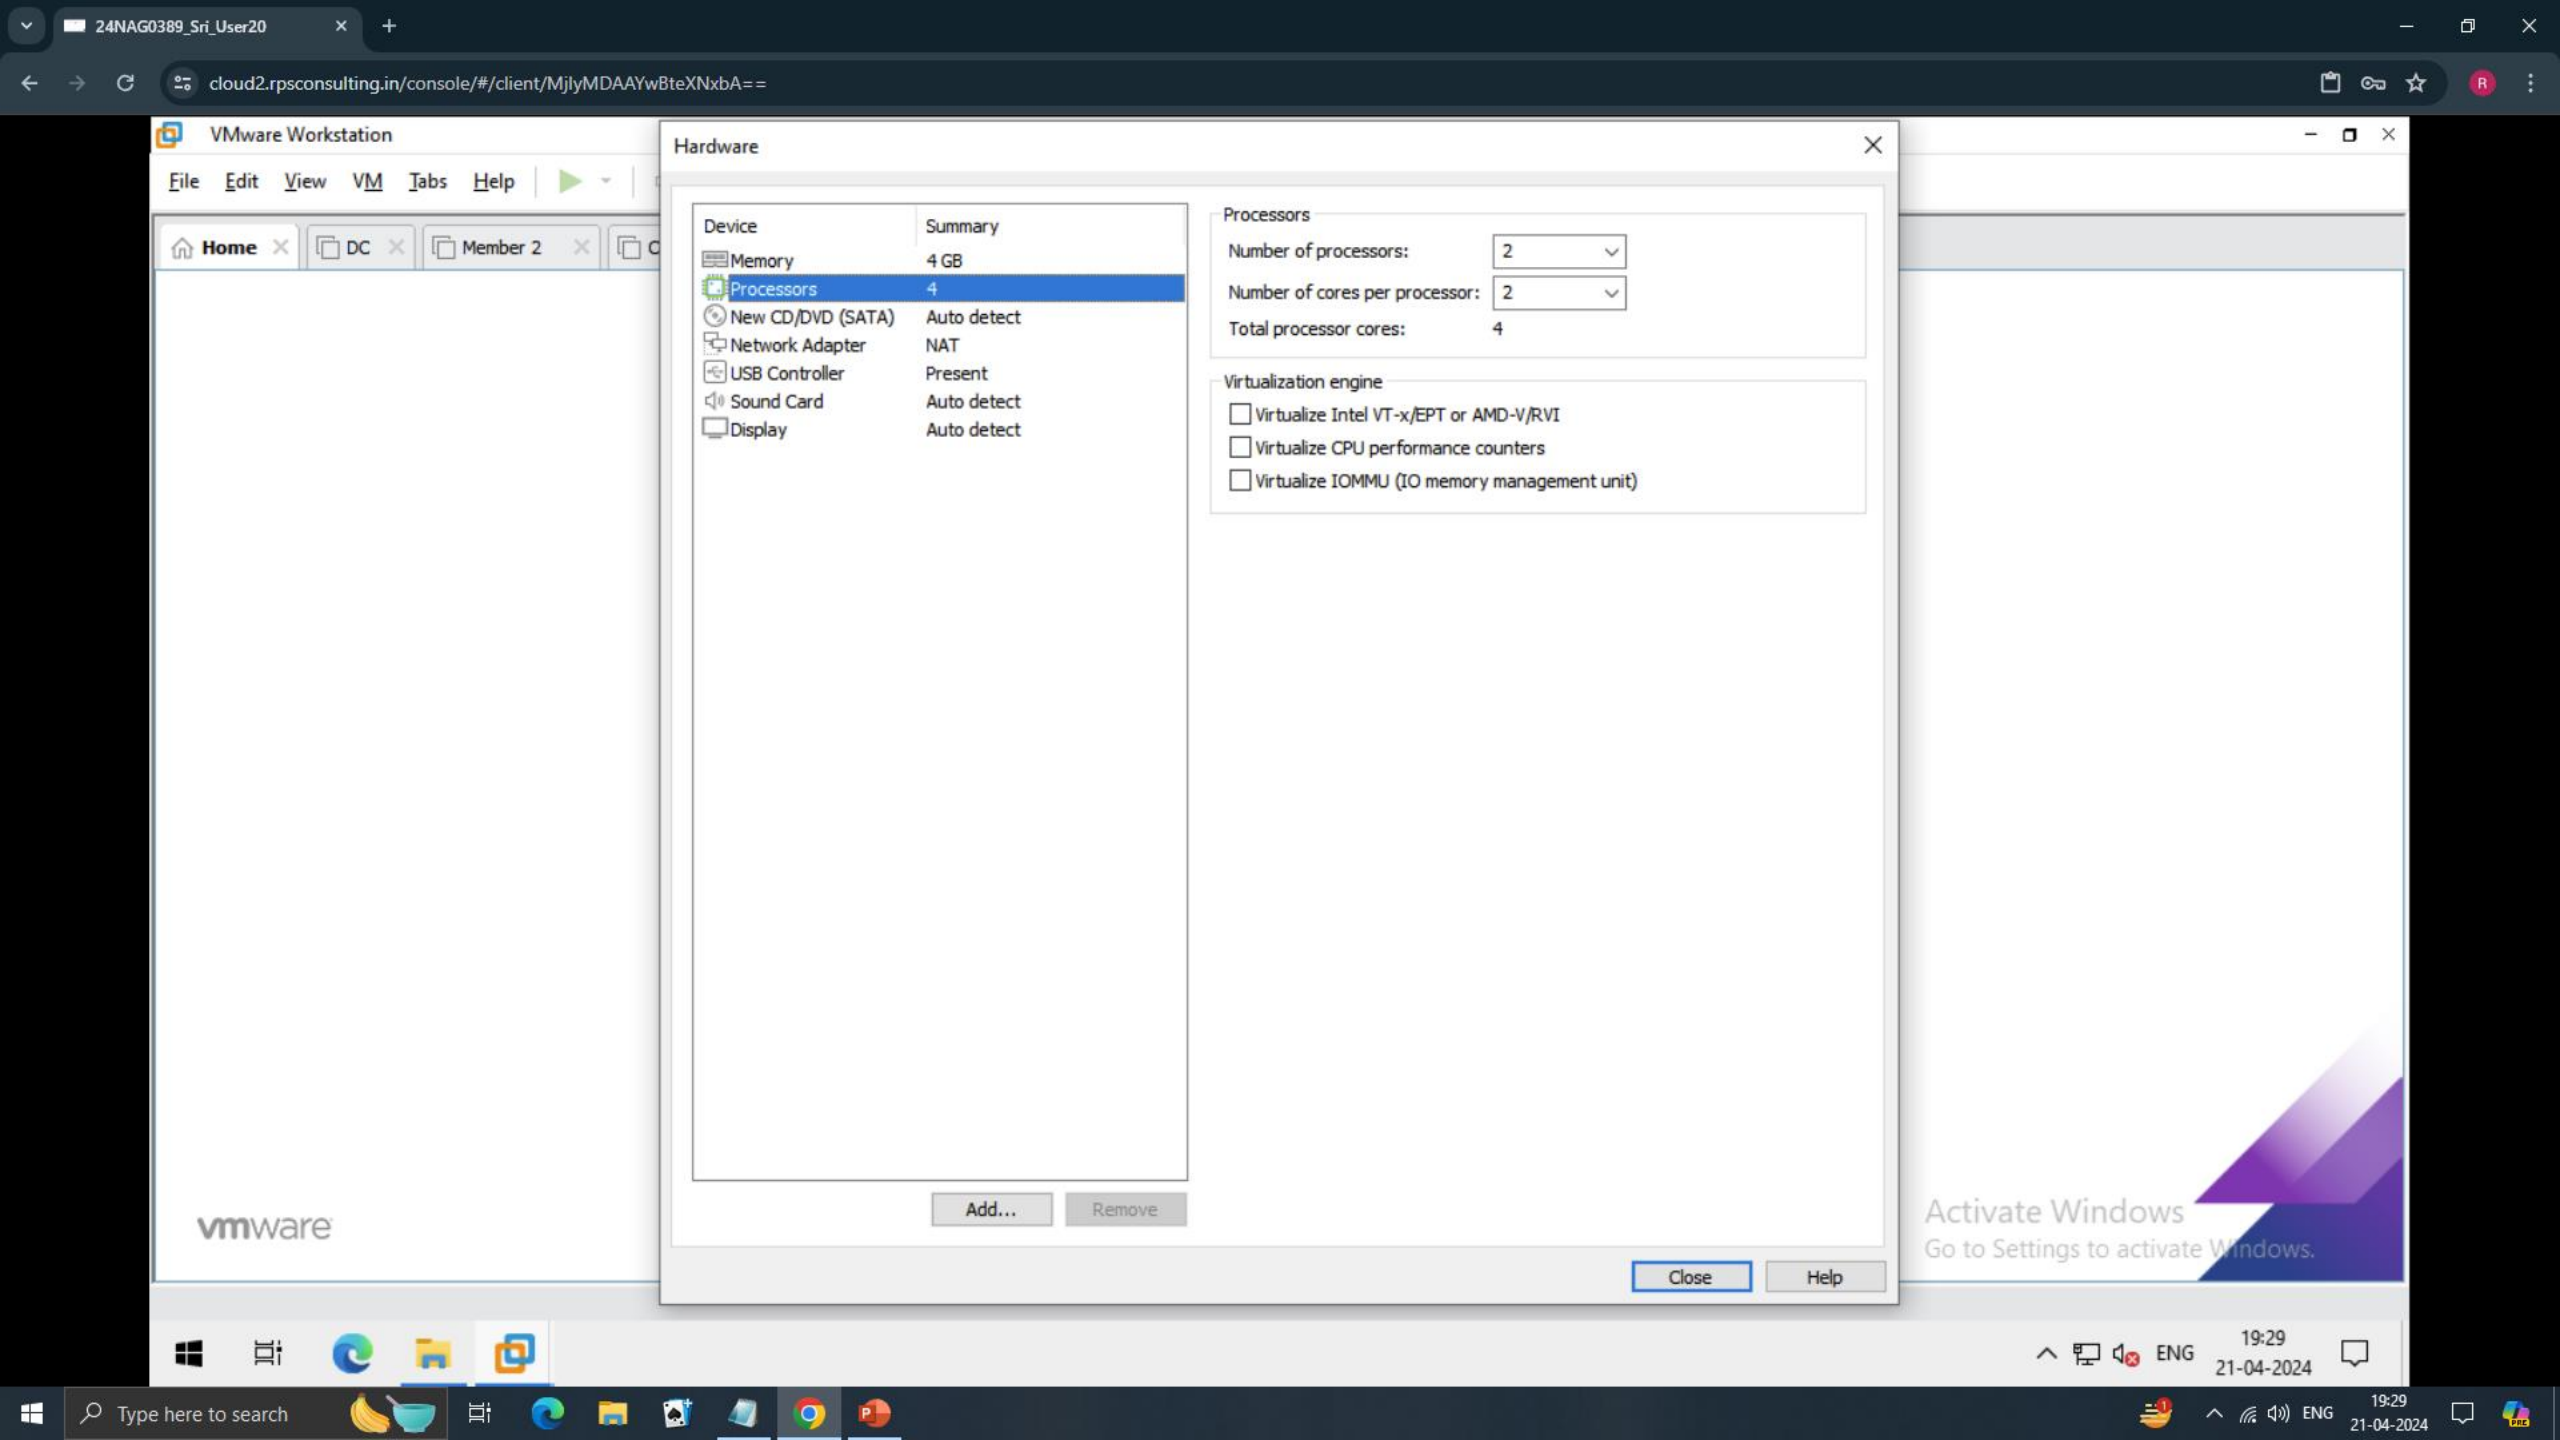 24NAG0389_Sri_User20
cloud2.rpsconsulting.in/console/#/client/MjIyMDAAYwBteXNxbA==
R
VMware Workstation
File Edit View VM Tabs Help
Home DC Member 2
Hardware
Device Summary
Memory 4 GB
Processors 4
New CD/DVD (SATA) Auto detect
Network Adapter NAT
USB Controller Present
Sound Card Auto detect
Display Auto detect
Add... Remove
Processors
Number of processors: 2
Number of cores per processor: 2
Total processor cores: 4
Virtualization engine
Virtualize Intel VT-x/EPT or AMD-V/RVI
Virtualize CPU performance counters
Virtualize IOMMU (IO memory management unit)
Close Help
vmware
Activate Windows
Go to Settings to activate Windows.
ENG 19:29
21-04-2024
Type here to search
ENG 19:29
21-04-2024